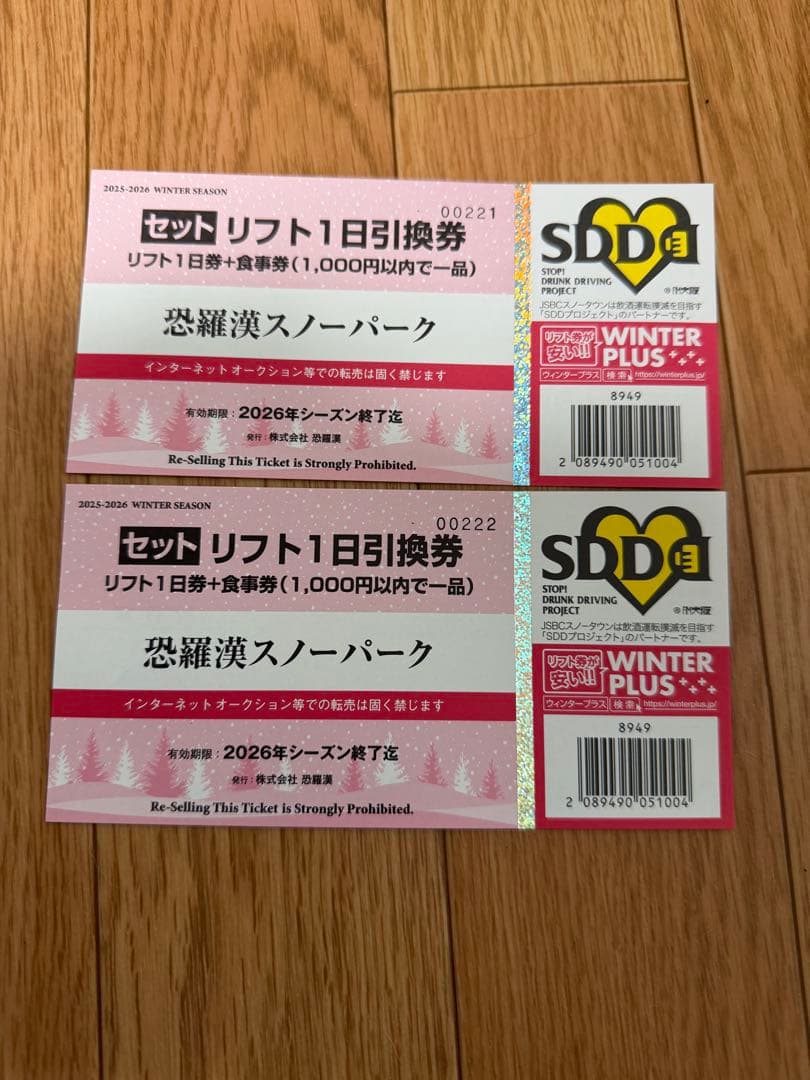 2025-2026 WINTER SEASON
00221
セット リフト1日引換券
リフト1日券+食事券(1,000円以内で一品)
恐羅漢スノーパーク
インターネットオークション等での転売は固く禁じます
有効期限:2026年シーズン終了迄
発行:株式会社 恐羅漢
Re-Selling This Ticket is Strongly Prohibited.
SDDd
STOP!
DRUNK DRIVING
PROJECT
JSBCスノータウンは飲酒運転撲滅を目指す
「SDDプロジェクト」のパートナーです。
リフト券が
安い!!
WINTER
PLUS
ウィンタープラス 検索 https://winterplus.jp/
8949
2 089490 051004
2025-2026 WINTER SEASON
00222
セット リフト1日引換券
リフト1日券+食事券(1,000円以内で一品)
恐羅漢スノーパーク
インターネットオークション等での転売は固く禁じます
有効期限:2026年シーズン終了迄
発行:株式会社 恐羅漢
Re-Selling This Ticket is Strongly Prohibited.
SDDd
STOP!
DRUNK DRIVING
PROJECT
JSBCスノータウンは飲酒運転撲滅を目指す
「SDDプロジェクト」のパートナーです。
リフト券が
安い!!
WINTER
PLUS
ウィンタープラス 検索 https://winterplus.jp/
8949
2 089490 051004